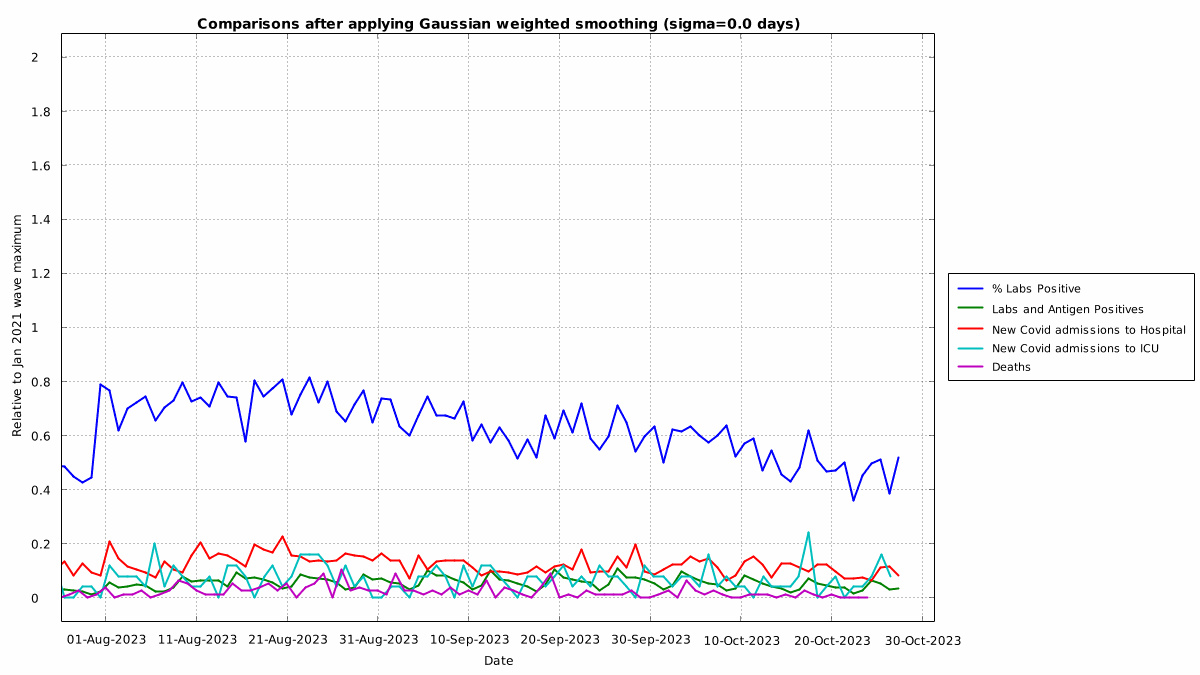 Comparisons after applying Gaussian weighted smoothing (sigma=0.0 days)
2
1.8
1.6
1.4
1.2
1
0.8
0.6
0.4
0.2
0
Relative to Jan 2021 wave maximum
01-Aug-2023 11-Aug-2023 21-Aug-2023 31-Aug-2023 10-Sep-2023 20-Sep-2023 30-Sep-2023 10-Oct-2023 20-Oct-2023 30-Oct-2023
Date
% Labs Positive
Labs and Antigen Positives
New Covid admissions to Hospital
New Covid admissions to ICU
Deaths